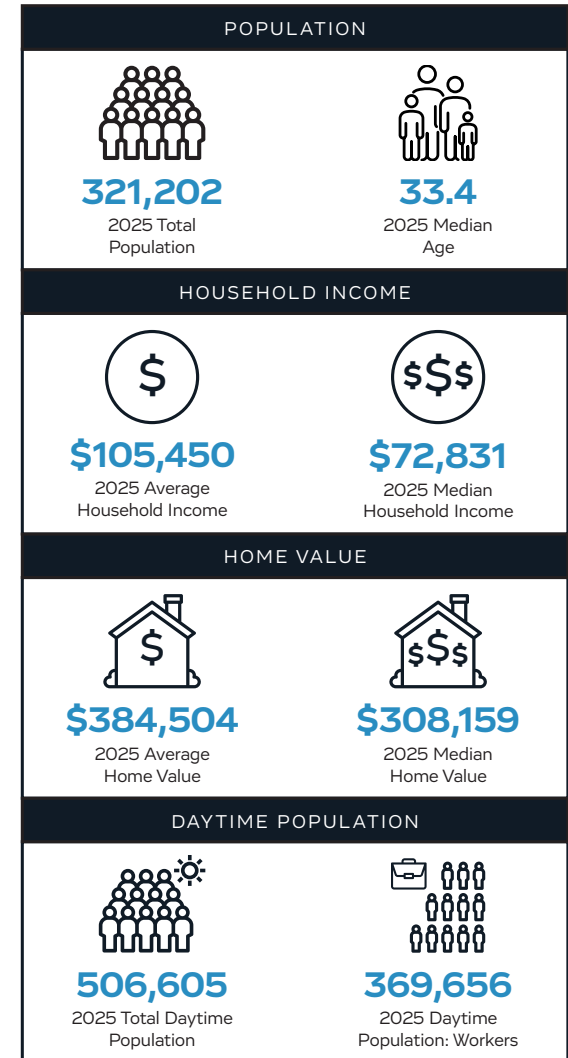 POPULATION
$
321,202
2025 Total
Population
33.4
2025 Median
Age
HOUSEHOLD INCOME
$
$105,450
2025 Average
Household Income
$$$
$72,831
2025 Median
Household Income
HOME VALUE
$
$384,504
2025 Average
Home Value
$$$
$308,159
2025 Median
Home Value
DAYTIME POPULATION
506,605
2025 Total Daytime
Population
369,656
2025 Daytime
Population: Workers